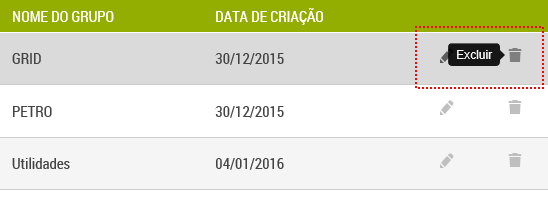 NOME DO GRUPO DATA DE CRIAÇÃO
GRID 30/12/2015 Excluir
PETRO 30/12/2015
Utilidades 04/01/2016